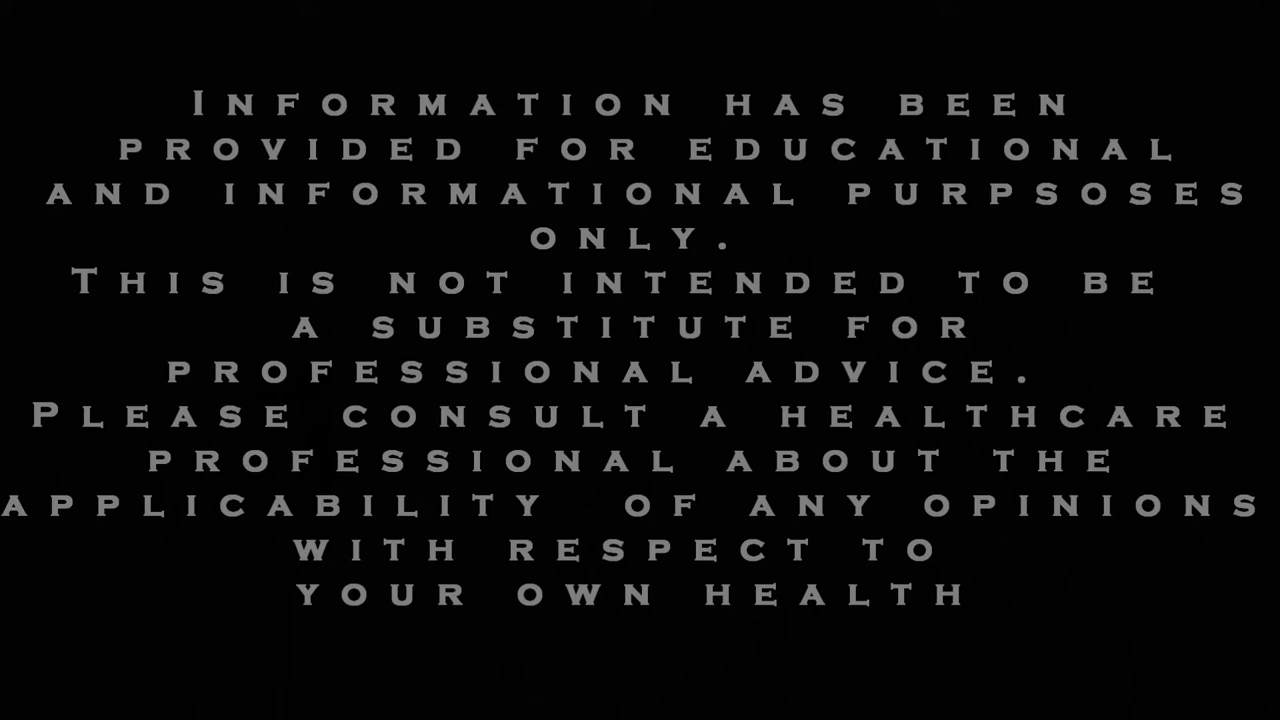 Information has been
provided for educational
and informational purpsoses
only.
This is not intended to be
a substitute for
professional advice.
Please consult a healthcare
professional about the
applicability of any opinions
with respect to
your own health